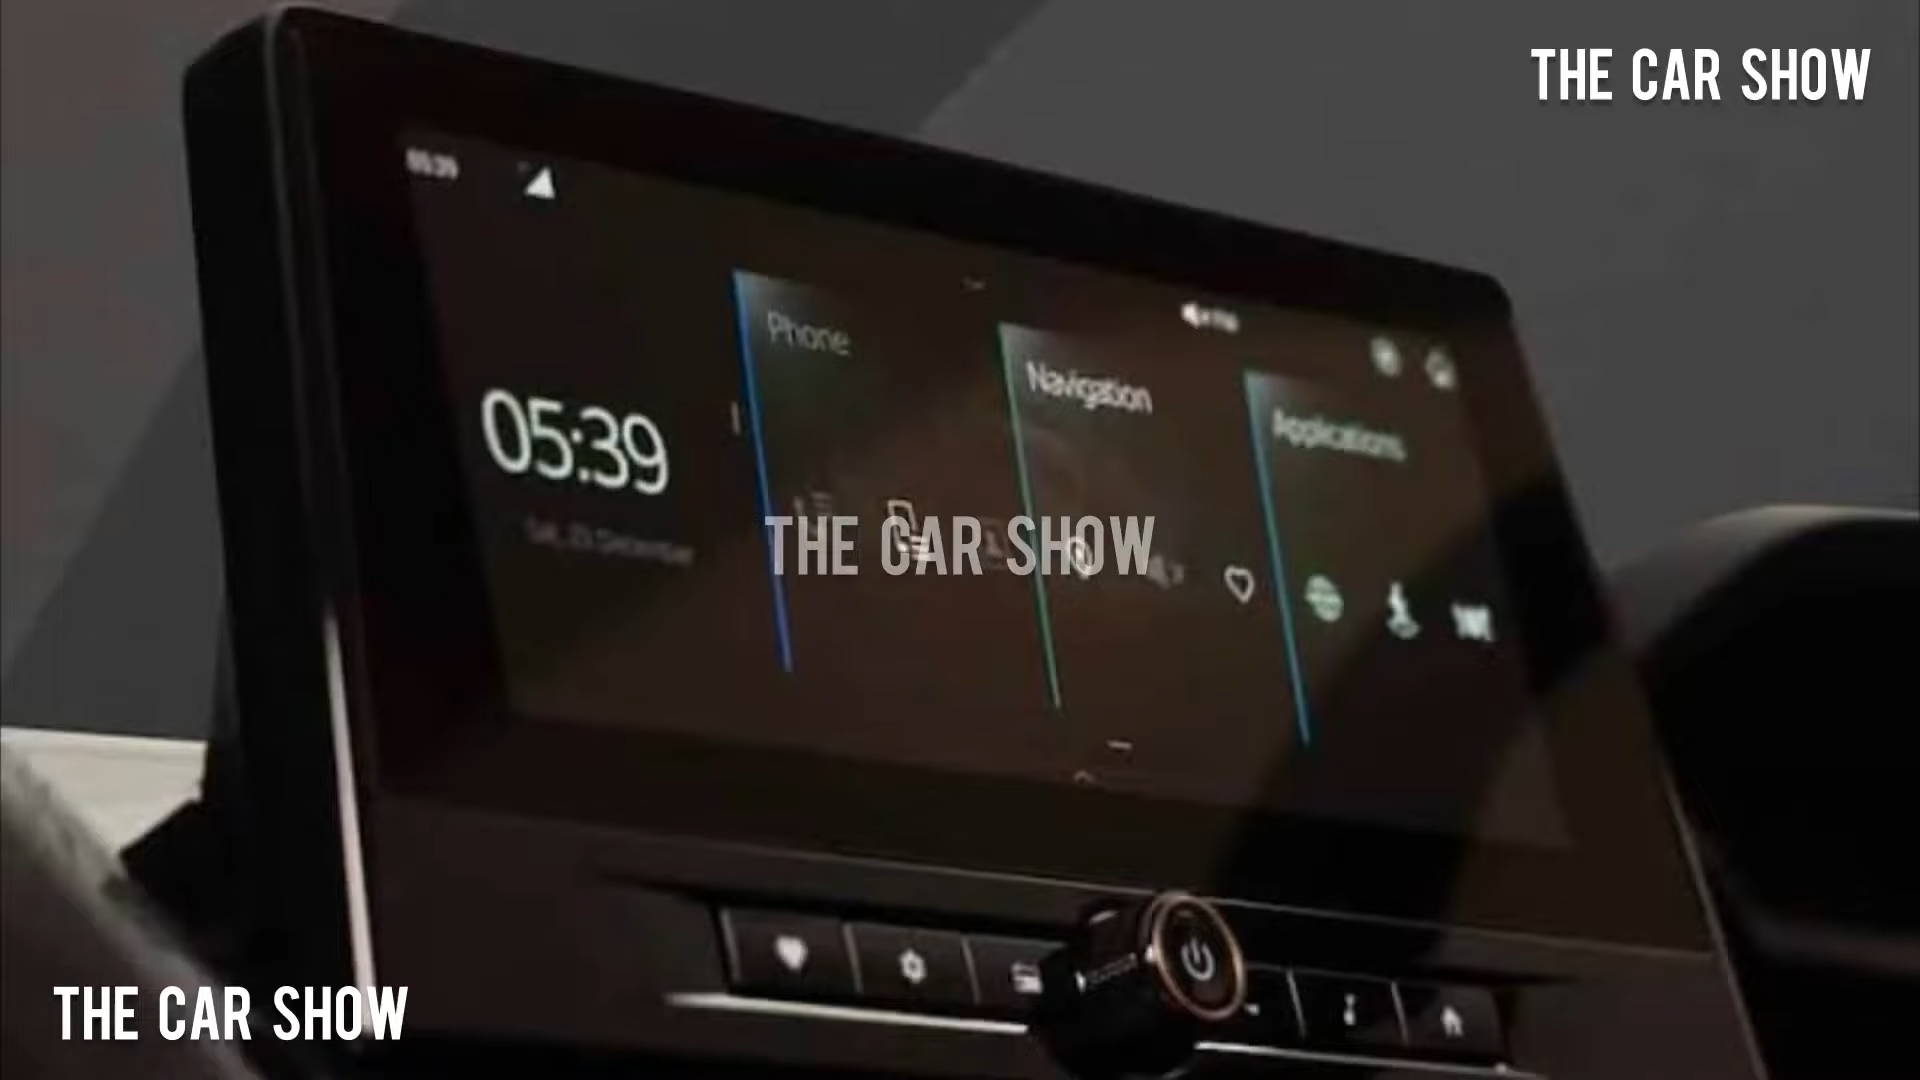 THE CAR SHOW
05:39
Phone
Navigation
Applications
05:39
THE CAR SHOW
THE CAR SHOW